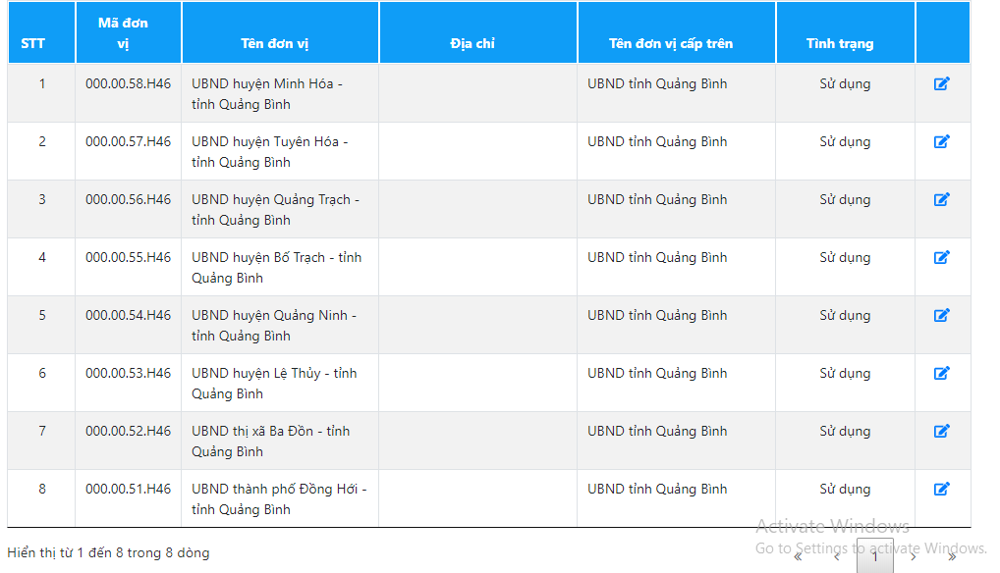 STT
Mã đơn
vị
Tên đơn vị
Địa chỉ
Tên đơn vị cấp trên
Tình trạng
1
000.00.58.H46
UBND huyện Minh Hóa -
tỉnh Quảng Bình
UBND tỉnh Quảng Bình
Sử dụng
2
000.00.57.H46
UBND huyện Tuyên Hóa -
tỉnh Quảng Bình
UBND tỉnh Quảng Bình
Sử dụng
3
000.00.56.H46
UBND huyện Quảng Trạch -
tỉnh Quảng Bình
UBND tỉnh Quảng Bình
Sử dụng
4
000.00.55.H46
UBND huyện Bố Trạch - tỉnh
Quảng Bình
UBND tỉnh Quảng Bình
Sử dụng
5
000.00.54.H46
UBND huyện Quảng Ninh -
tỉnh Quảng Bình
UBND tỉnh Quảng Bình
Sử dụng
6
000.00.53.H46
UBND huyện Lệ Thủy - tỉnh
Quảng Bình
UBND tỉnh Quảng Bình
Sử dụng
7
000.00.52.H46
UBND thị xã Ba Đồn - tỉnh
Quảng Bình
UBND tỉnh Quảng Bình
Sử dụng
8
000.00.51.H46
UBND thành phố Đồng Hới -
tỉnh Quảng Bình
UBND tỉnh Quảng Bình
Sử dụng
Activate Windows
Go to Settings to activate Windows.
Hiển thị từ 1 đến 8 trong 8 dòng
« ‹ 1 › »